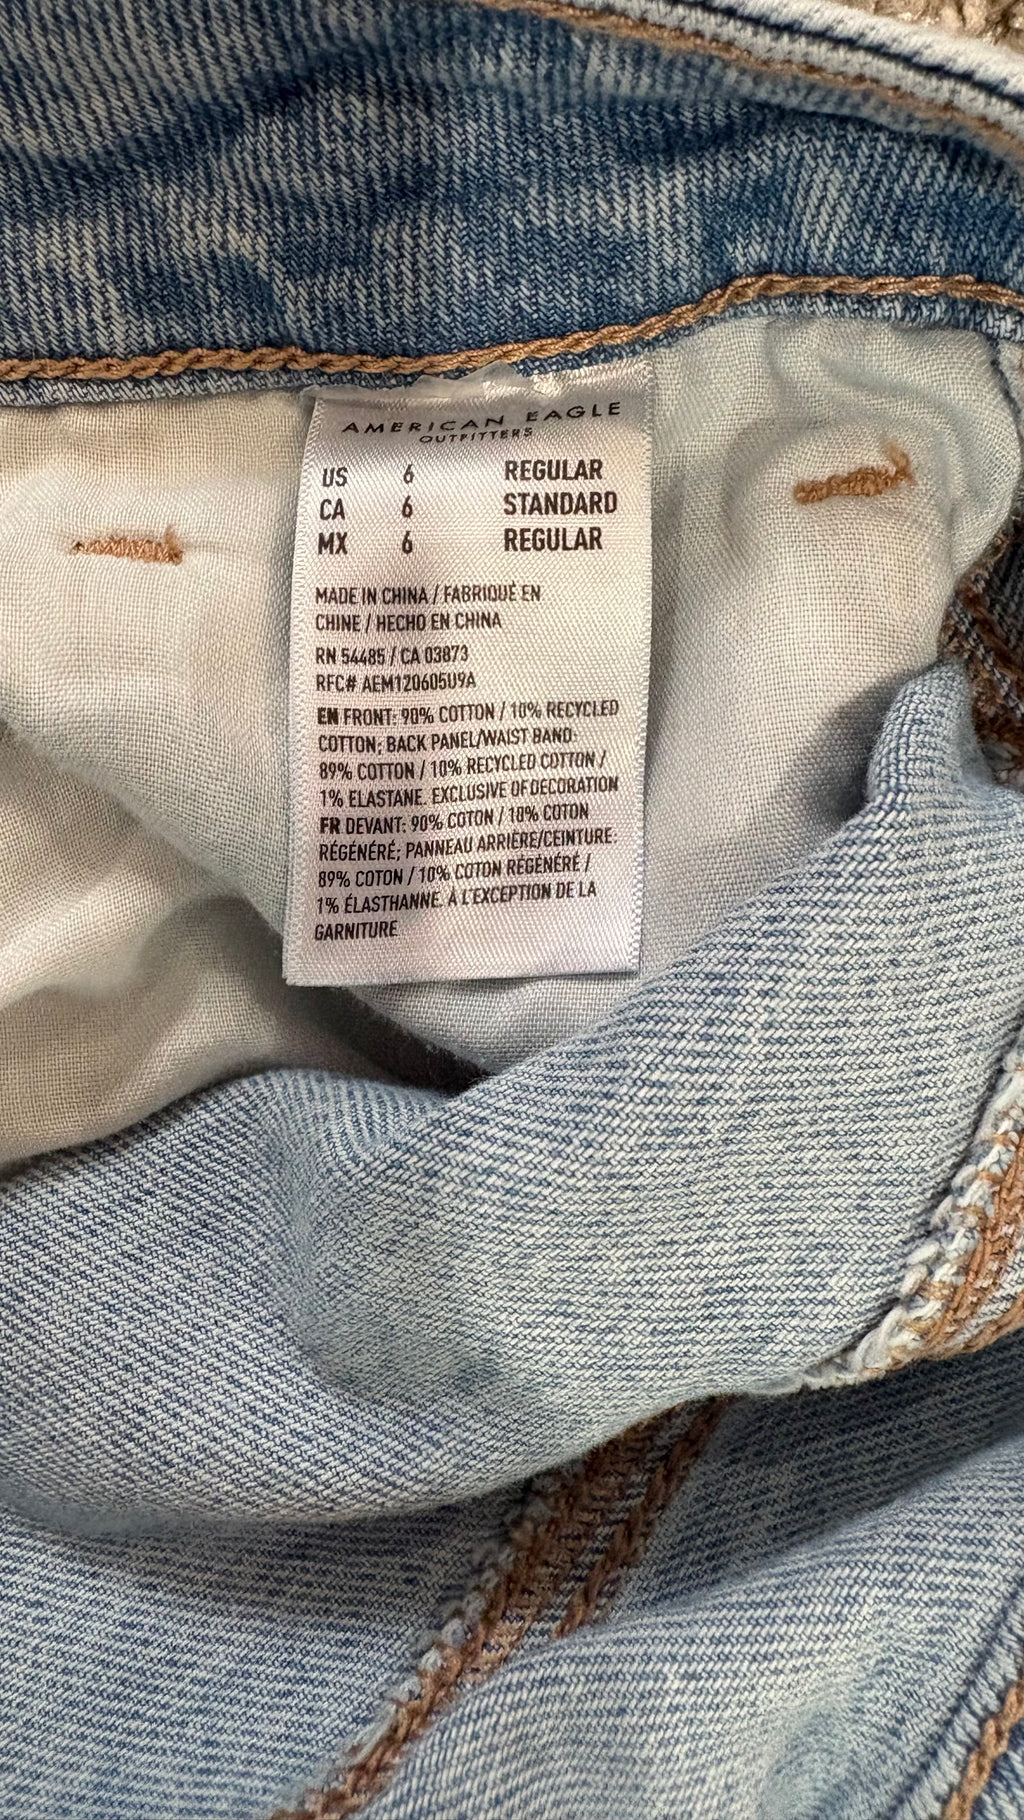 AMERICAN EAGLE
OUTFITTERS
US 6 REGULAR
CA 6 STANDARD
MX 6 REGULAR
MADE IN CHINA / FABRIQUÉ EN
CHINE / HECHO EN CHINA
RN 54485 / CA 03873
RFC# AEM120605U9A
EN FRONT: 90% COTTON / 10% RECYCLED
COTTON; BACK PANEL/WAIST BAND:
89% COTTON / 10% RECYCLED COTTON /
1% ELASTANE. EXCLUSIVE OF DECORATION
FR DEVANT: 90% COTON / 10% COTON
RÉGÉNÉRÉ; PANNEAU ARRIÈRE/CEINTURE:
89% COTON / 10% COTON RÉGÉNÉRÉ /
1% ÉLASTHANNE. À L'EXCEPTION DE LA
GARNITURE